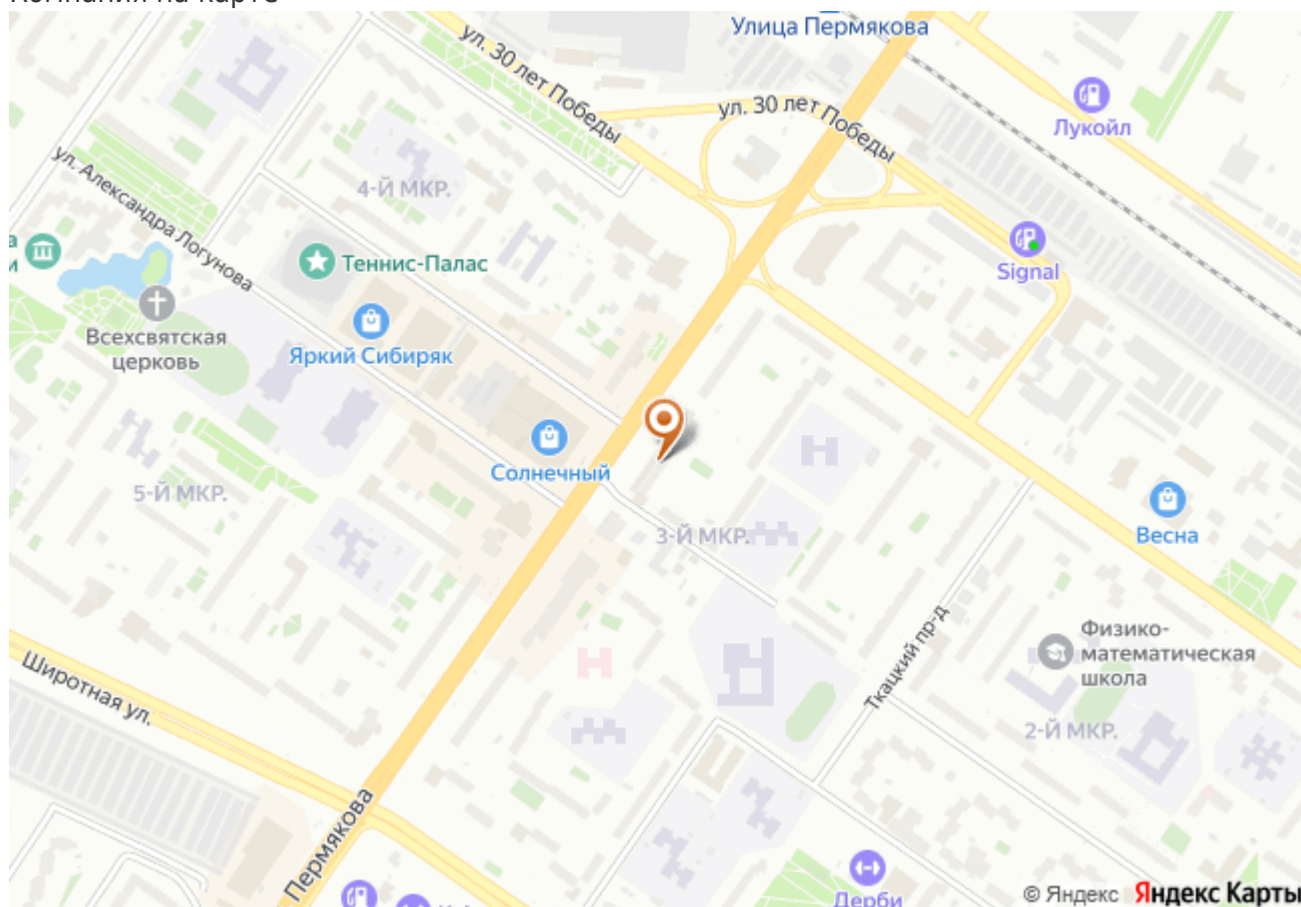 Улица Пермякова
ул. 30 лет Победы
ул. 30 лет Победы
Лукойл
ул. Александра Логунова
4-Й МКР.
Теннис-Палас
Signal
Всехсвятская
церковь
Яркий Сибиряк
Солнечный
5-Й МКР.
3-Й МКР.
Весна
Физико-
математическая
школа
Ткацкий пр-д
2-Й МКР.
Широтная ул.
Пермякова
Дерби
© Яндекс Яндекс Карты